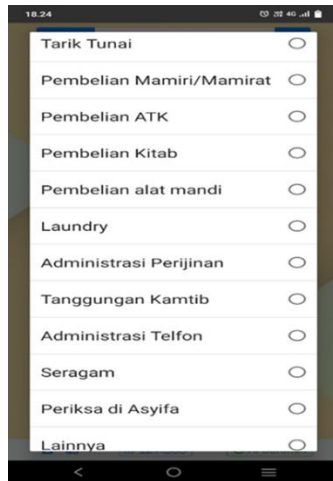 18.24
4G
Tarik Tunai
Pembelian Mamiri/Mamirat
Pembelian ATK
Pembelian Kitab
Pembelian alat mandi
Laundry
Administrasi Perijinan
Tanggungan Kamtib
Administrasi Telfon
Seragam
Periksa di Asyifa
Lainnya